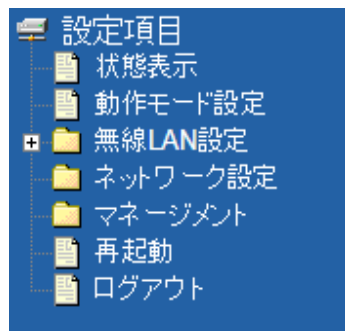 設定項目
状態表示
動作モード設定
無線LAN設定
ネットワーク設定
マネージメント
再起動
ログアウト